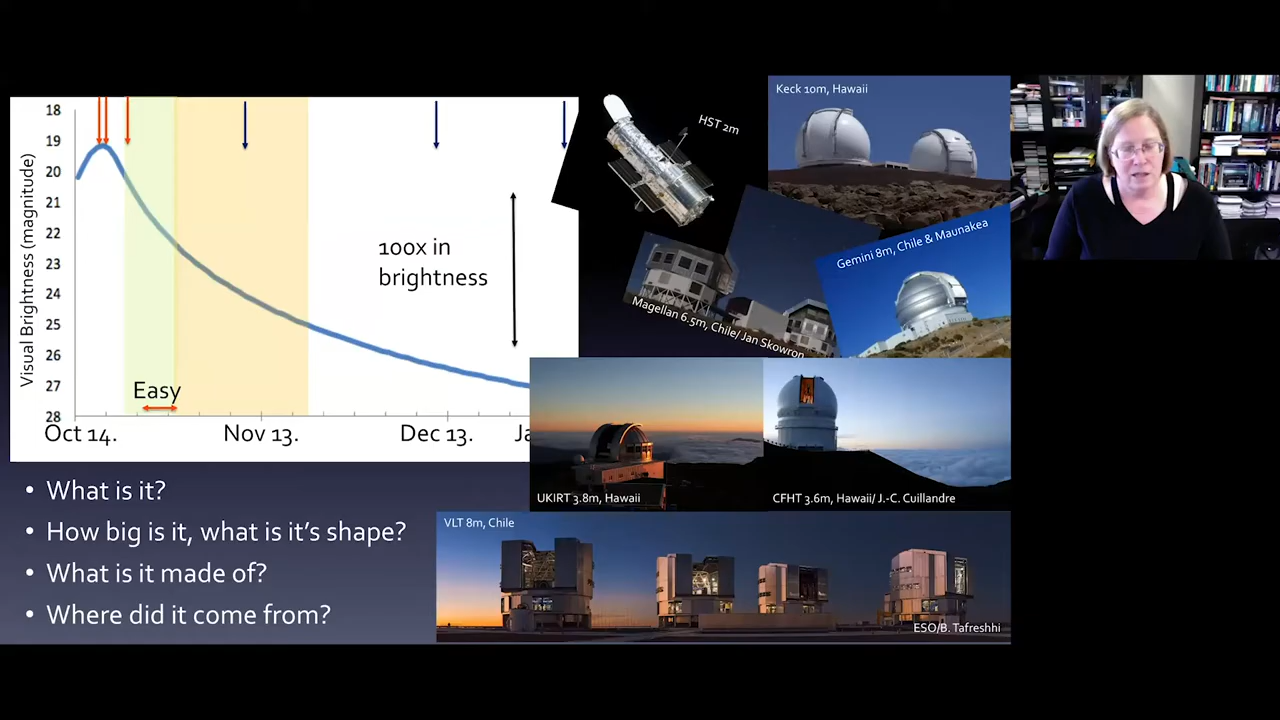 18
19
20
21
22
23
24
25
26
27
28
Visual Brightness (magnitude)
100x in
brightness
Easy
Oct 14.
Nov 13.
Dec 13.
Ja
What is it?
How big is it, what is it's shape?
What is it made of?
Where did it come from?
HST 2m
Keck 10m, Hawaii
Magellan 6.5m, Chile/ Jan Skowron
Gemini 8m, Chile & Maunakea
UKIRT 3.8m, Hawaii
CFHT 3.6m, Hawaii/ J.-C. Cuillandre
VLT 8m, Chile
ESO/B. Tafreshhi